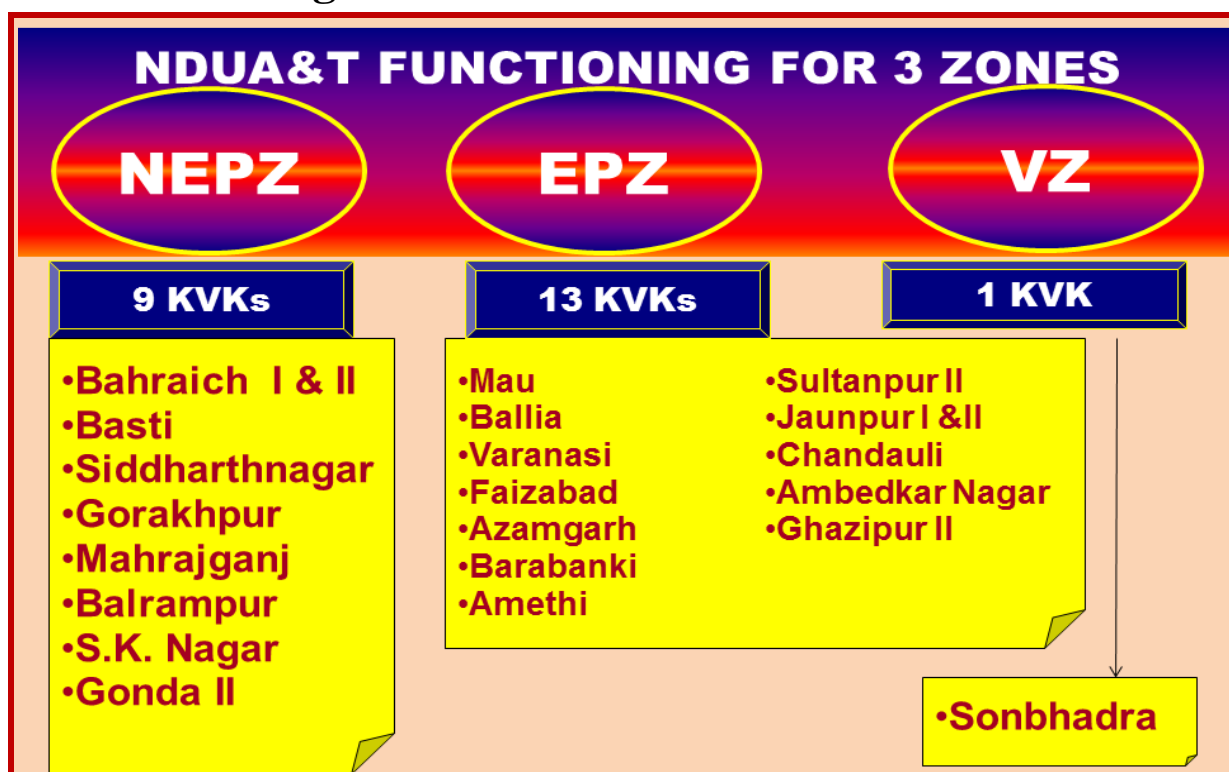 NDUA&T FUNCTIONING FOR 3 ZONES
NEPZ
EPZ
VZ
9 KVKs
13 KVKs
1 KVK
•Bahraich I & II
•Basti
•Siddharthnagar
•Gorakhpur
•Mahrajganj
•Balrampur
•S.K. Nagar
•Gonda II
•Mau
•Ballia
•Varanasi
•Faizabad
•Azamgarh
•Barabanki
•Amethi
•Sultanpur II
•Jaunpur I &II
•Chandauli
•Ambedkar Nagar
•Ghazipur II
•Sonbhadra